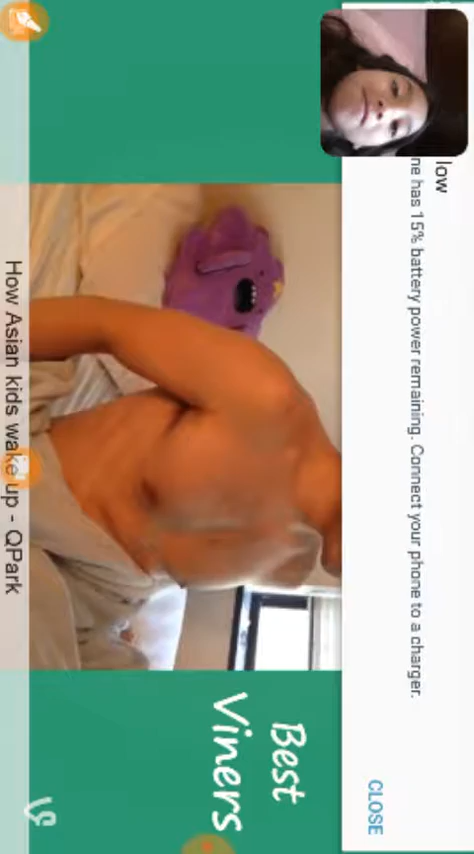 low
ne has 15% battery power remaining. Connect your phone to a charger.
CLOSE
Best
Viners
How Asian kids wake up - QPark